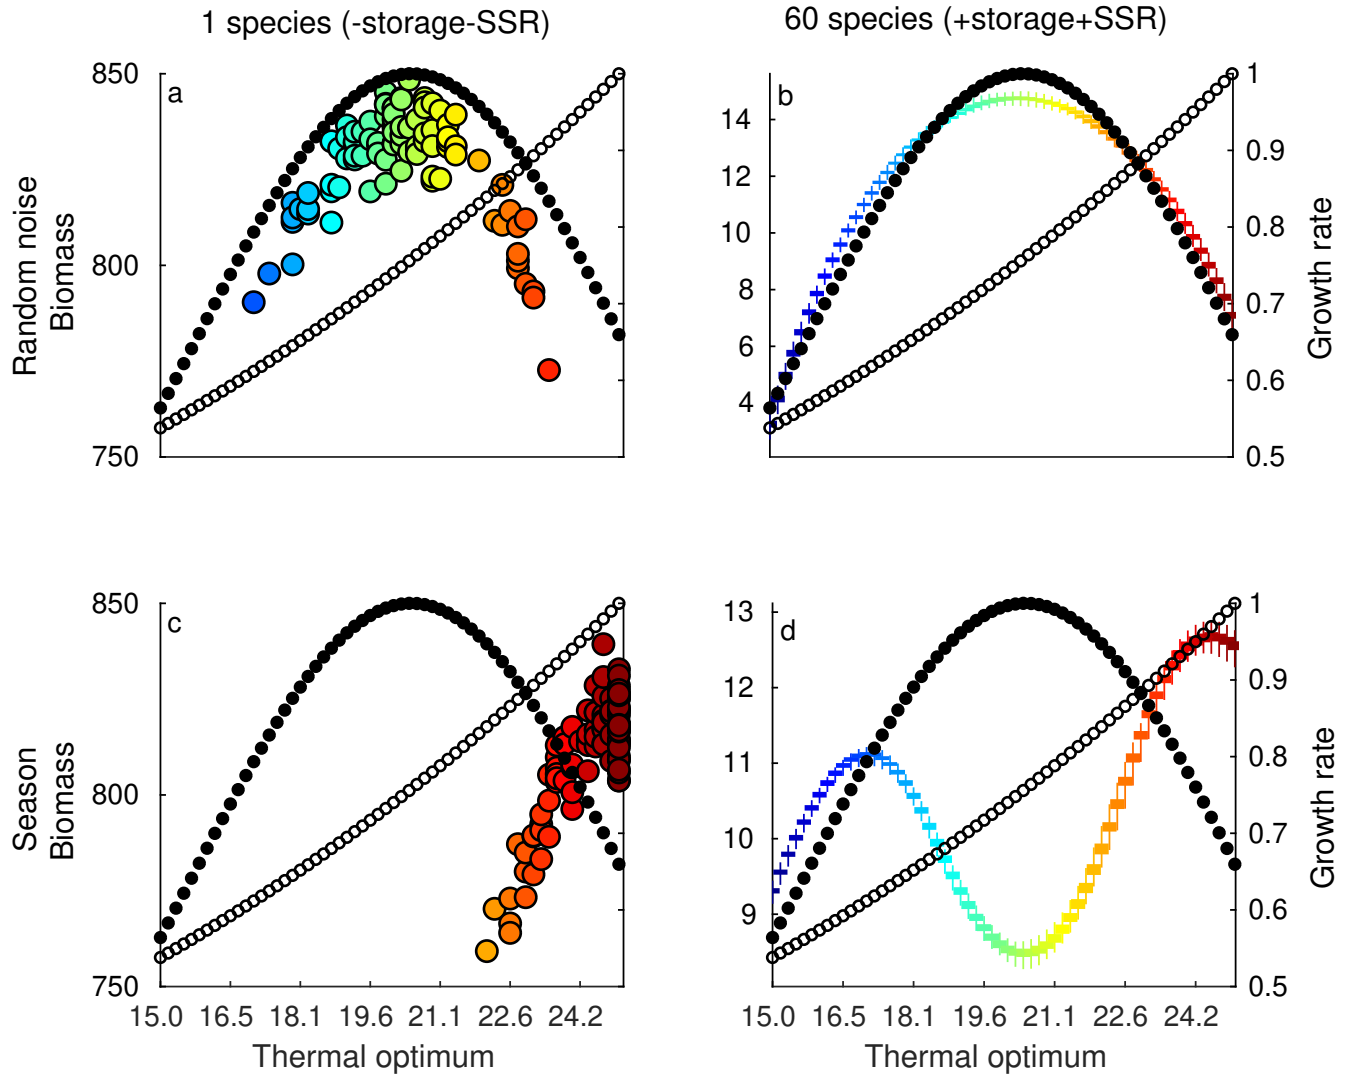 1 species (-storage-SSR)
60 species (+storage+SSR)
Random noise
Biomass
850
800
750
a
14
12
10
8
6
4
b
1
0.9
0.8
0.7
0.6
0.5
Growth rate
Season
Biomass
850
800
750
c
15.0 16.5 18.1 19.6 21.1 22.6 24.2
Thermal optimum
13
12
11
10
9
d
1
0.9
0.8
0.7
0.6
0.5
Growth rate
15.0 16.5 18.1 19.6 21.1 22.6 24.2
Thermal optimum